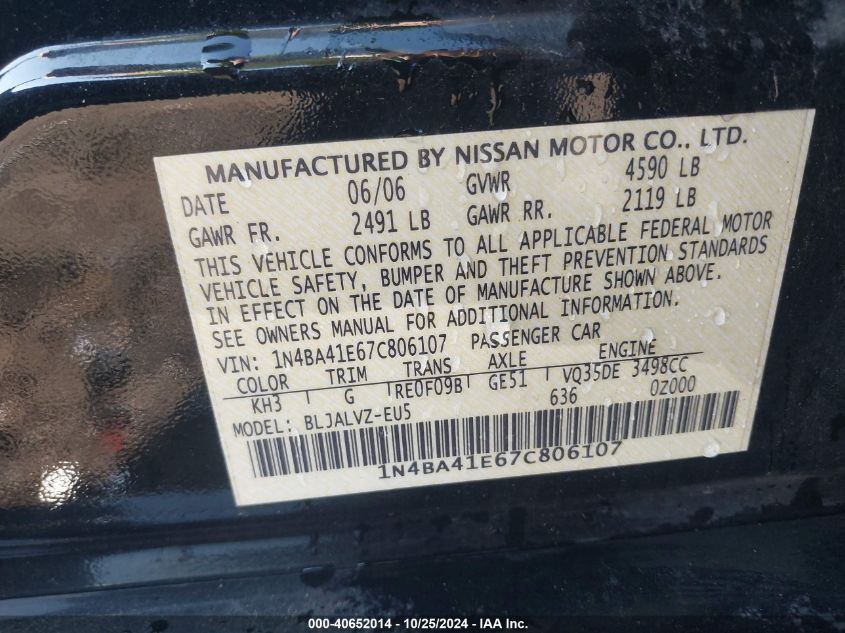 MANUFACTURED BY NISSAN MOTOR CO., LTD.
DATE 06/06 GVWR 4590 LB
GAWR FR. 2491 LB GAWR RR. 2119 LB
THIS VEHICLE CONFORMS TO ALL APPLICABLE FEDERAL MOTOR
VEHICLE SAFETY, BUMPER AND THEFT PREVENTION STANDARDS
IN EFFECT ON THE DATE OF MANUFACTURE SHOWN ABOVE.
SEE OWNERS MANUAL FOR ADDITIONAL INFORMATION.
VIN: 1N4BA41E67C806107 PASSENGER CAR
COLOR TRIM TRANS AXLE ENGINE
KH3 G RE0F09B GE51 VQ35DE 3498CC
MODEL: BLJALVZ-EU5 636 0Z000
1N4BA41E67C806107
000-40652014 - 10/25/2024 - IAA Inc.